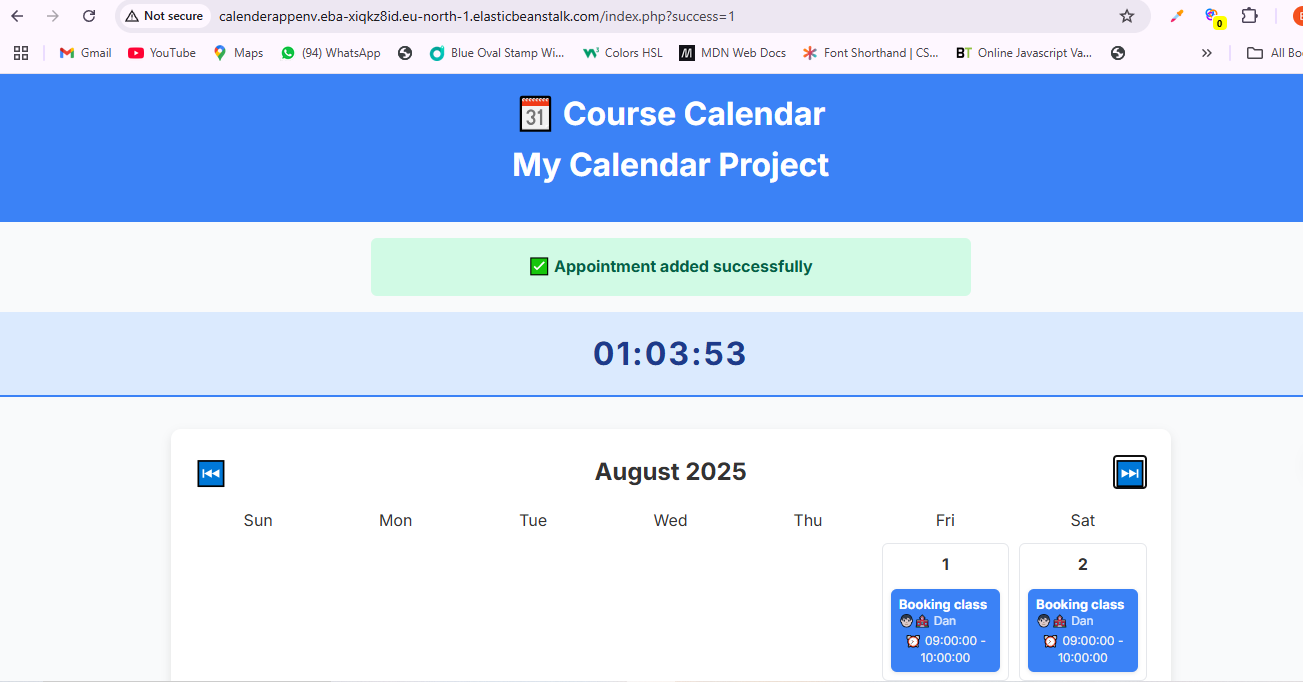 Not secure calenderappenv.eba-xiqkz8id.eu-north-1.elasticbeanstalk.com/index.php?success=1
0
Gmail YouTube Maps (94) WhatsApp Blue Oval Stamp Wi... Colors HSL M MDN Web Docs Font Shorthand | CS... BT Online Javascript Va... » All Bo
31 Course Calendar
My Calendar Project
Appointment added successfully
01:03:53
August 2025
Sun Mon Tue Wed Thu Fri Sat
1 2
Booking class Booking class
Dan Dan
09:00:00 - 09:00:00 -
10:00:00 10:00:00